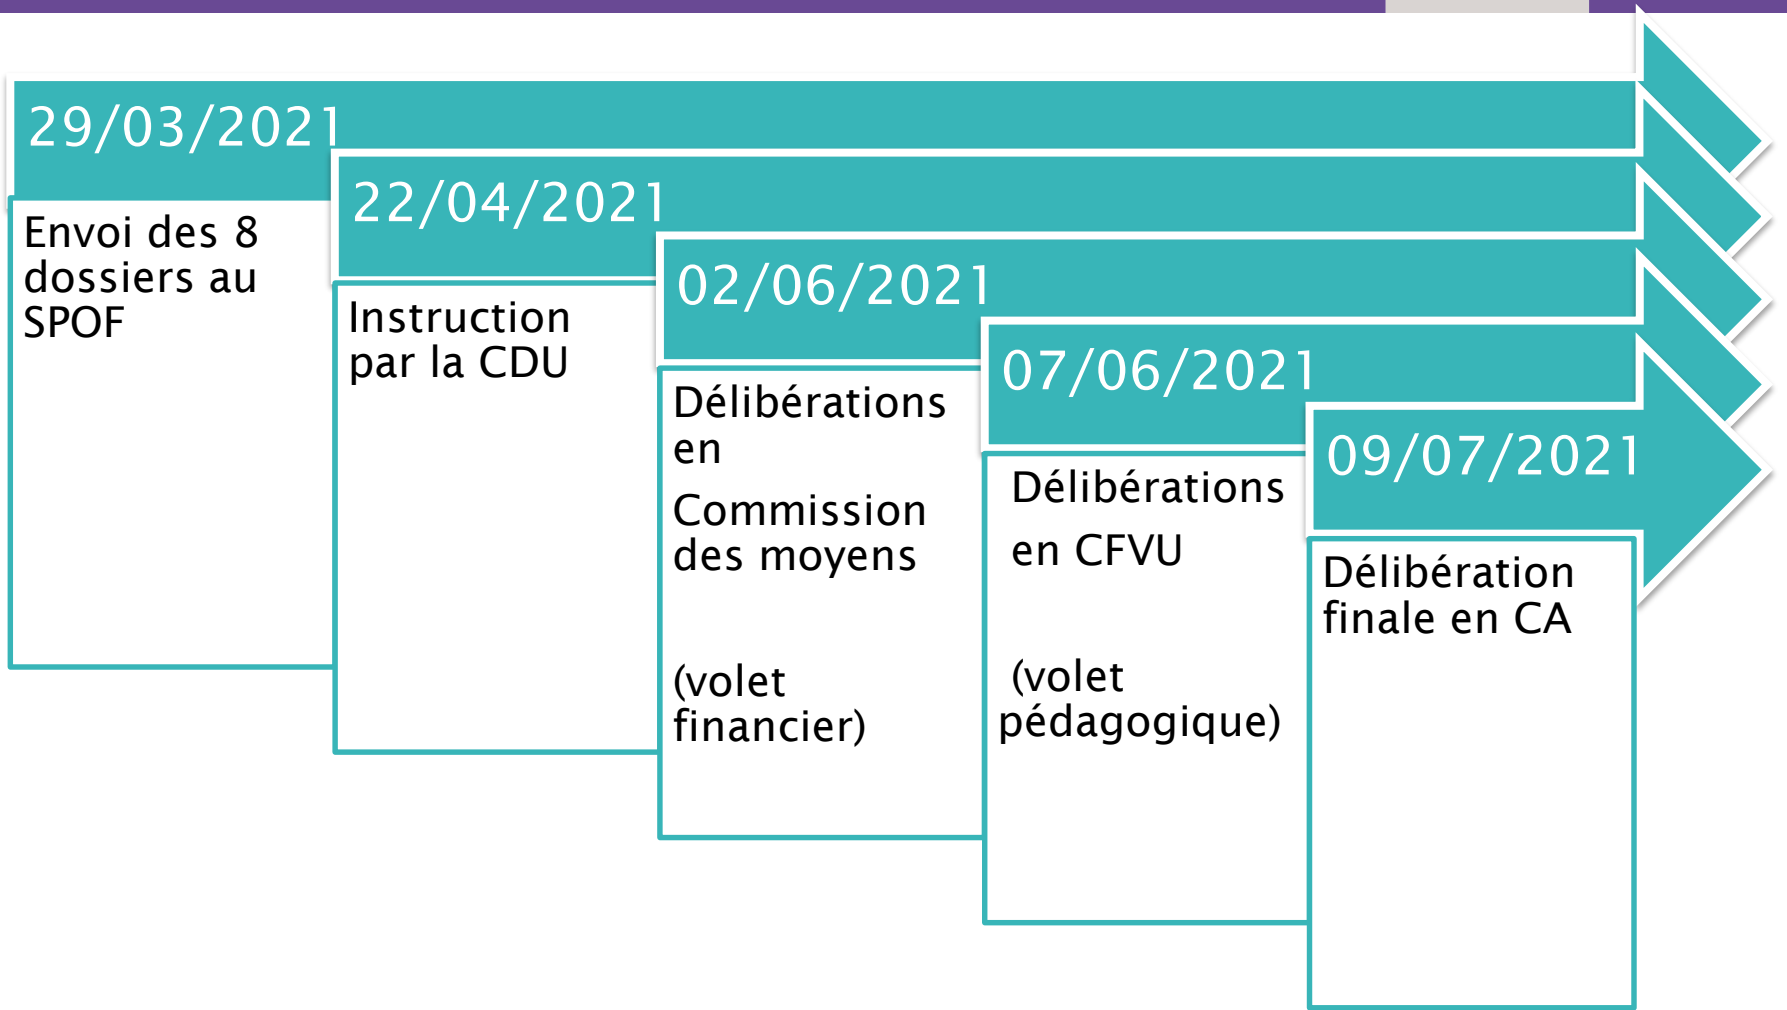 29/03/2021
Envoi des 8
dossiers au
SPOF
22/04/2021
Instruction
par la CDU
02/06/2021
Délibérations
en
Commission
des moyens
(volet
financier)
07/06/2021
Délibérations
en CFVU
(volet
pédagogique)
09/07/2021
Délibération
finale en CA